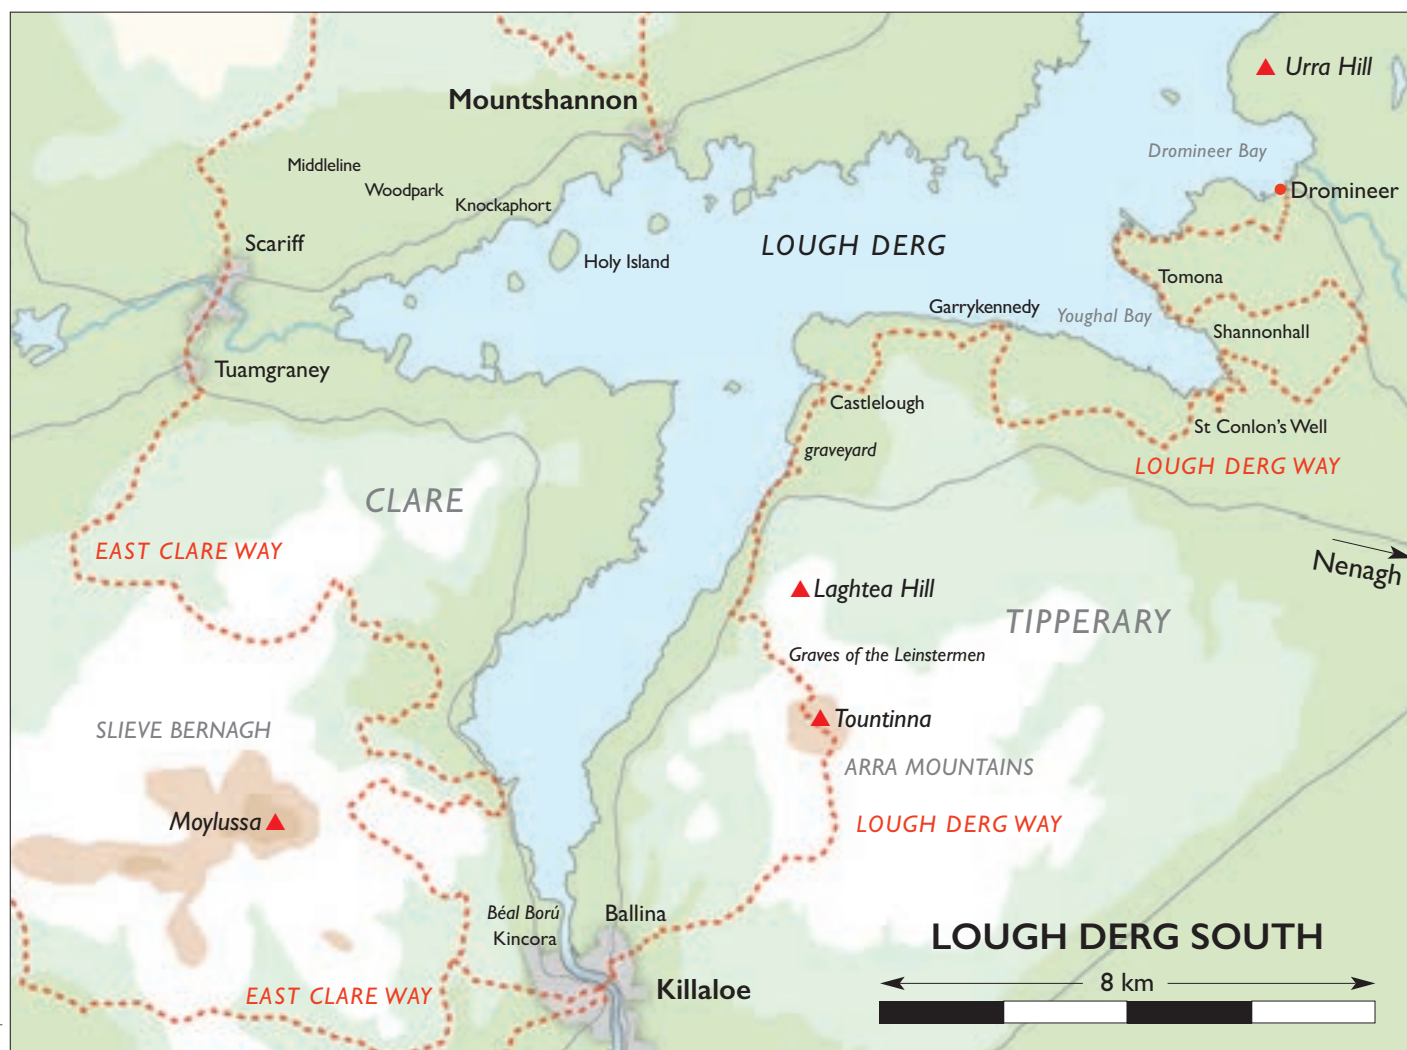 Urra Hill
Mountshannon
Dromineer Bay
Middleline
Woodpark
Dromineer
Knockaphort
Scariff
LOUGH DERG
Holy Island
Tomona
Garrykennedy
Youghal Bay
Shannonhall
Tuamgraney
Castlelough
St Conlon's Well
graveyard
LOUGH DERG WAY
CLARE
EAST CLARE WAY
Nenagh
Laghtea Hill
TIPPERARY
Graves of the Leinstermen
Tountinna
SLIEVE BERNAGH
ARRA MOUNTAINS
Moylussa
LOUGH DERG WAY
BéalBorú
Ballina
Kincora
LOUGH DERG SOUTH
EAST CLARE WAY
Killaloe
8 km